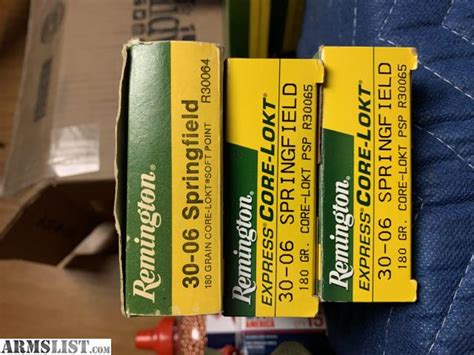 Remington
30-06 Springfield
180 GRAIN CORE-LOKT SOFT POINT
R30064
Remington
EXPRESS CORE-LOKT
30-06 SPRINGFIELD
180 GR. CORE-LOKT PSP R30065
Remington
EXPRESS CORE-LOKT
30-06 SPRINGFIELD
180 GR. CORE-LOKT PSP R30065
AMERICA
ARMSLIST.COM